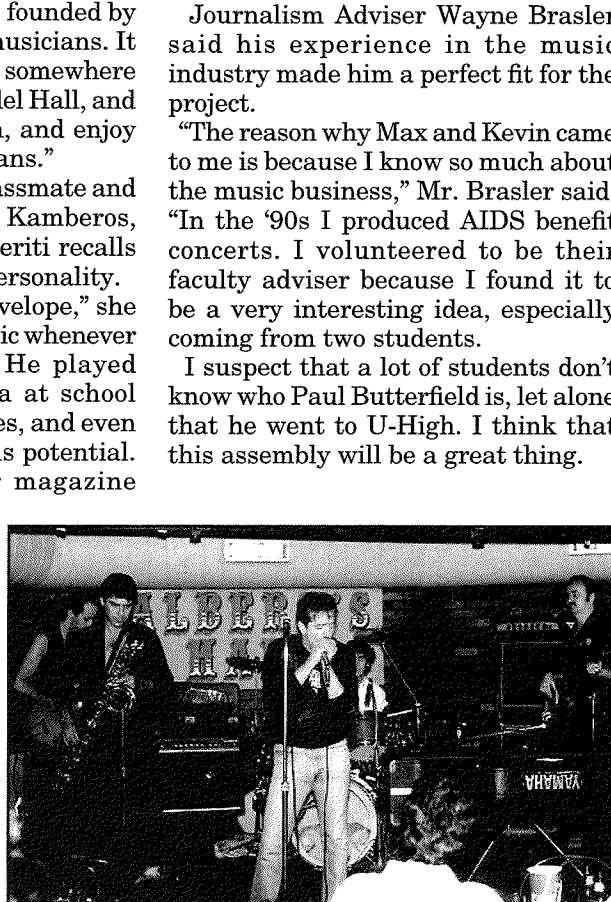 founded by
usicians. It
somewhere
del Hall, and
, and enjoy
ans.”
assmate and
Kamberos,
eriti recalls
ersonality.
velope,” she
ic whenever
He played
a at school
es, and even
is potential.
magazine
Journalism Adviser Wayne Brasler
said his experience in the music
industry made him a perfect fit for the
project.
“The reason why Max and Kevin came
to me is because I know so much about
the music business,” Mr. Brasler said.
“In the ‘90s I produced AIDS benefit
concerts. I volunteered to be their
faculty adviser because I found it to
be a very interesting idea, especially
coming from two students.
I suspect that a lot of students don’t
know who Paul Butterfield is, let alone
that he went to U-High. I think that
this assembly will be a great thing.
ALBERT'S
HA
YAMAHA